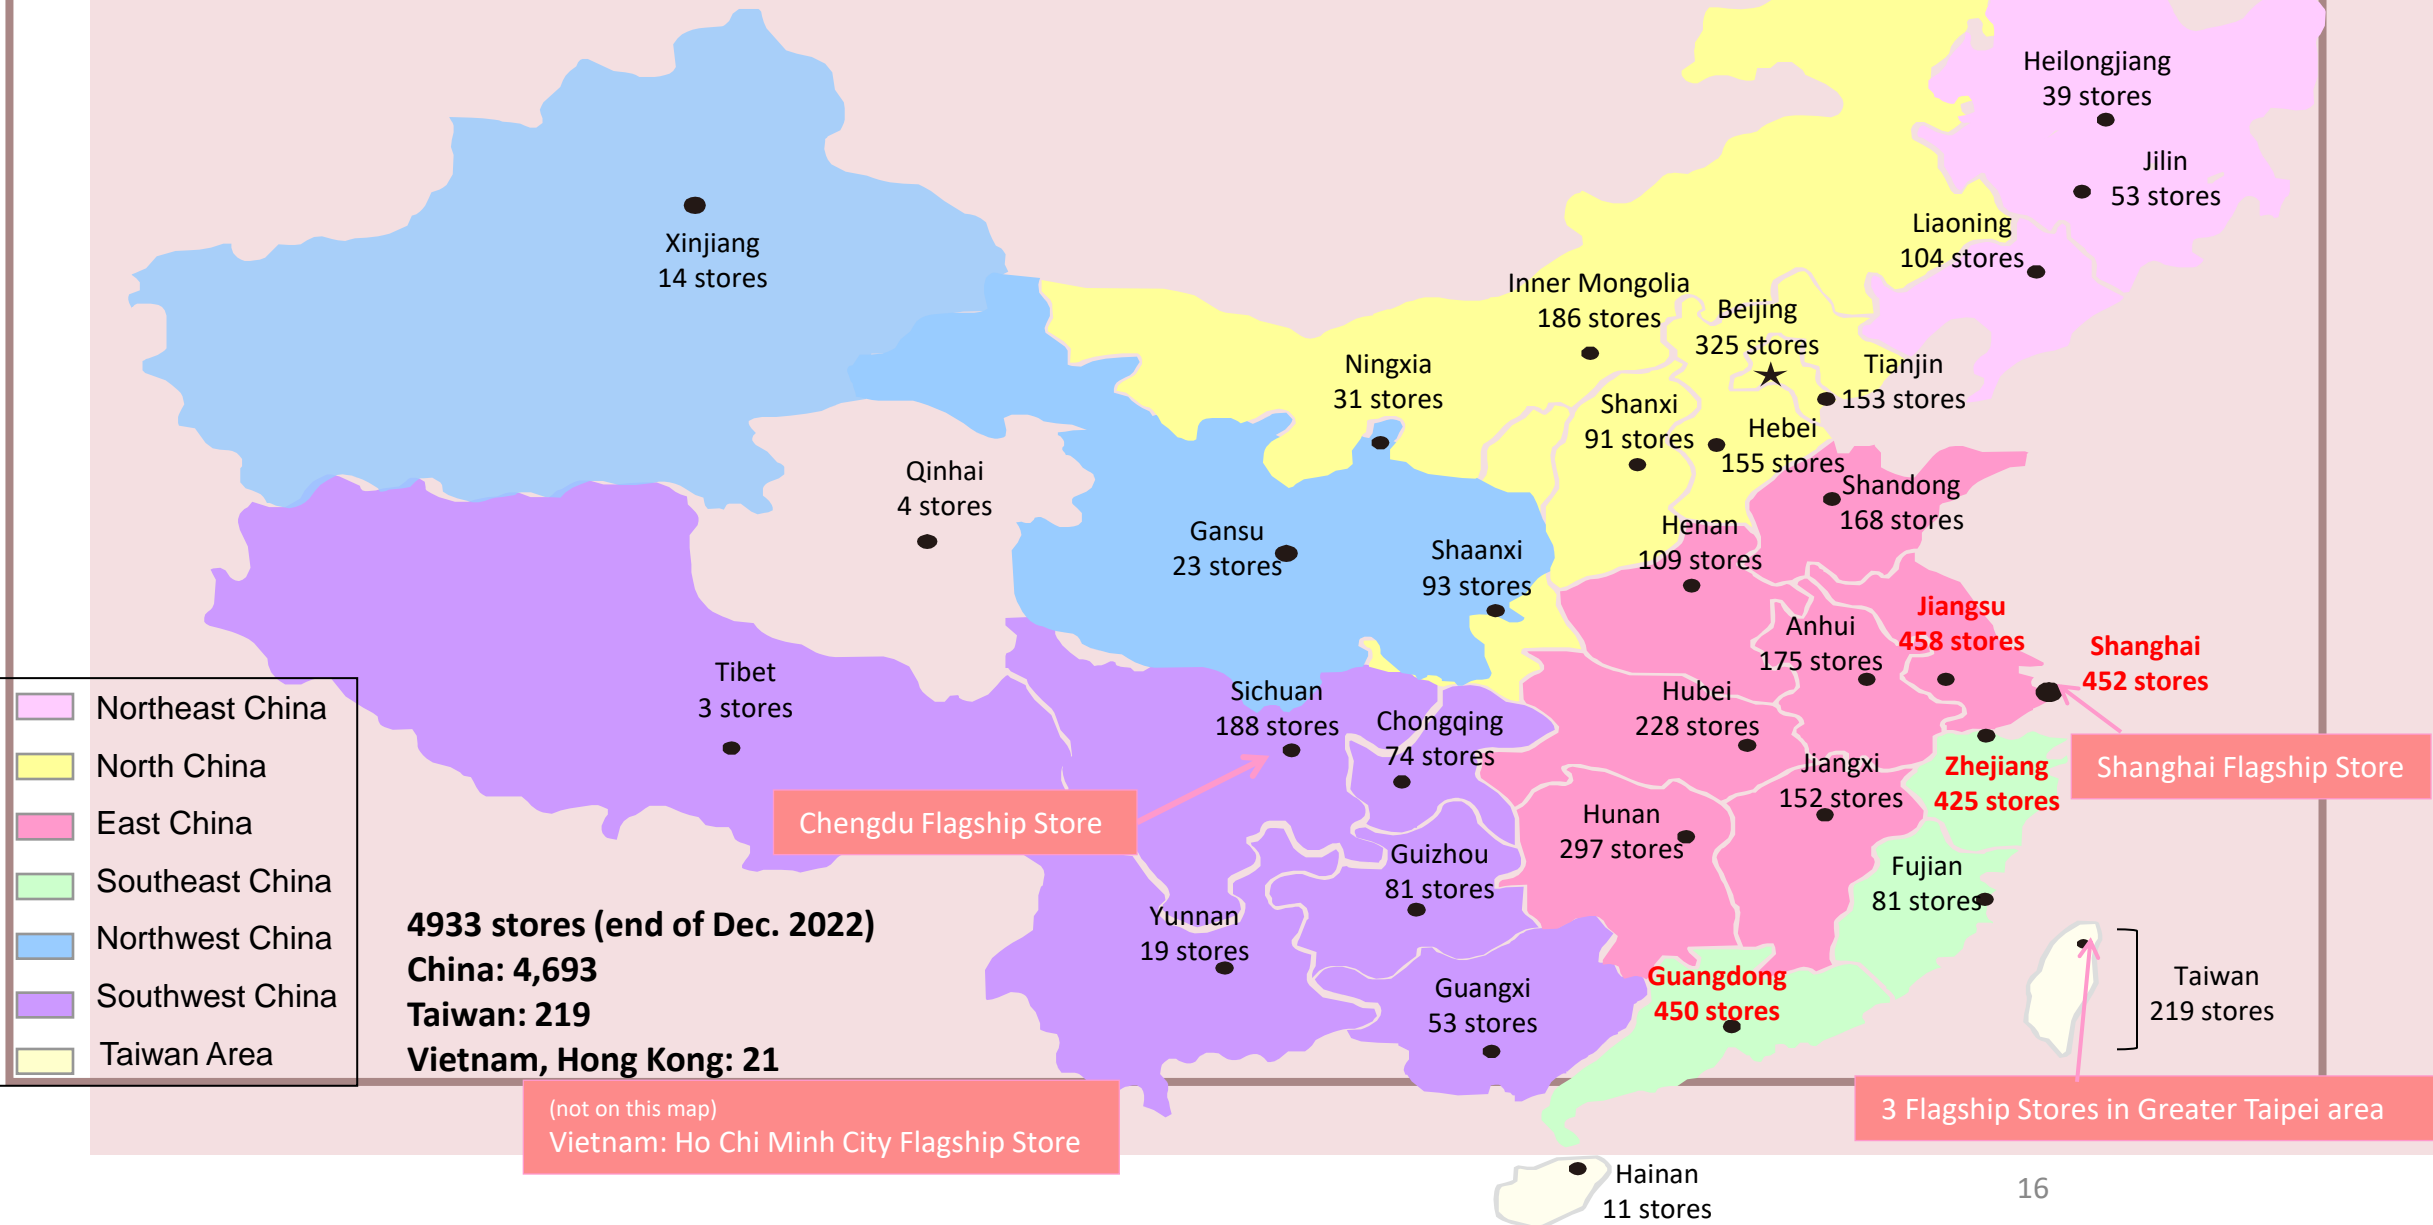 Heilongjiang
39 stores
Jilin
53 stores
Liaoning
104 stores
Xinjiang
14 stores
Inner Mongolia
186 stores
Beijing
325 stores
Ningxia
31 stores
Tianjin
153 stores
Shanxi
91 stores
Hebei
155 stores
Qinhai
4 stores
Shandong
168 stores
Gansu
23 stores
Shaanxi
93 stores
Henan
109 stores
Jiangsu
458 stores
Anhui
175 stores
Shanghai
452 stores
Tibet
3 stores
Sichuan
188 stores
Chongqing
74 stores
Hubei
228 stores
Jiangxi
152 stores
Zhejiang
425 stores
Shanghai Flagship Store
Chengdu Flagship Store
Hunan
297 stores
Guizhou
81 stores
Fujian
81 stores
Yunnan
19 stores
Guangxi
53 stores
Guangdong
450 stores
Taiwan
219 stores
Northeast China
North China
East China
Southeast China
Northwest China
Southwest China
Taiwan Area
4933 stores (end of Dec. 2022)
China: 4,693
Taiwan: 219
Vietnam, Hong Kong: 21
(not on this map)
Vietnam: Ho Chi Minh City Flagship Store
3 Flagship Stores in Greater Taipei area
Hainan
11 stores
16